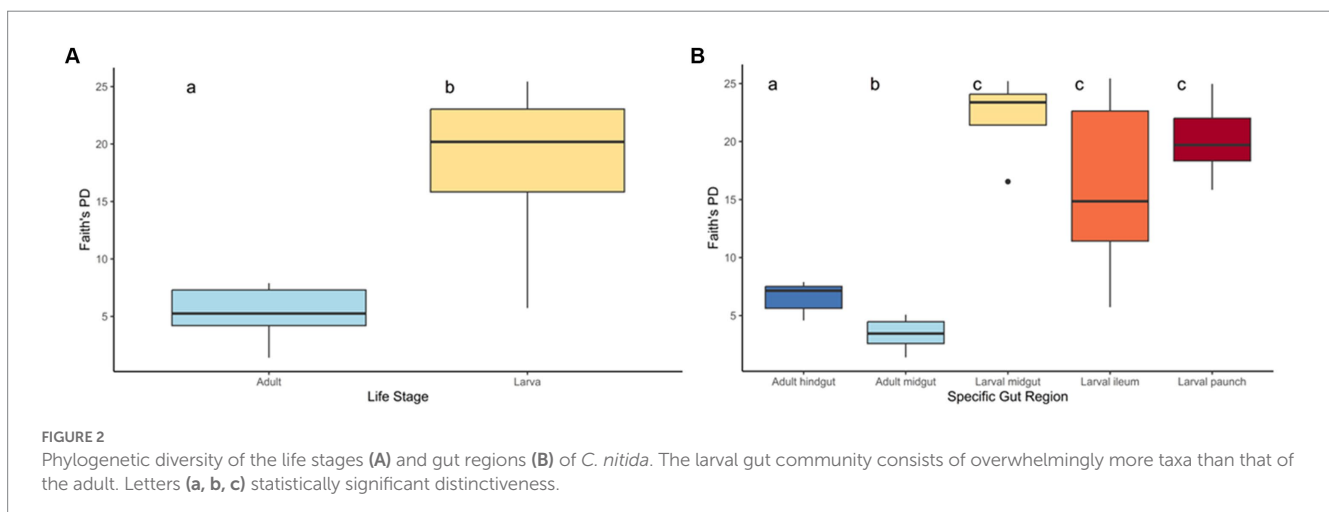 A
B
a
b
a
b
c
c
c
25
20
15
10
5
Faith's PD
Adult
Larva
Life Stage
25
20
15
10
5
Faith's PD
Adult hindgut
Adult midgut
Larval midgut
Larval ileum
Larval paunch
Specific Gut Region
FIGURE 2
Phylogenetic diversity of the life stages (A) and gut regions (B) of C. nitida. The larval gut community consists of overwhelmingly more taxa than that of
the adult. Letters (a, b, c) statistically significant distinctiveness.